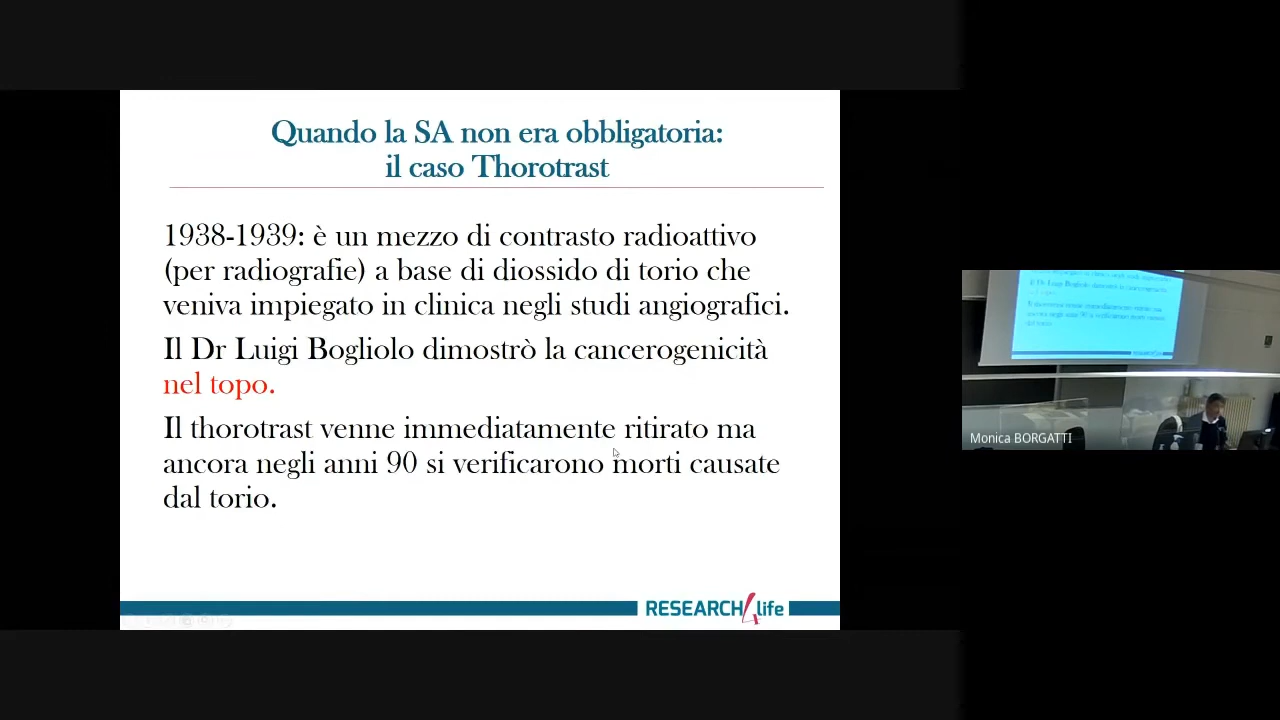 Quando la SA non era obbligatoria:
il caso Thorotrast
1938-1939: è un mezzo di contrasto radioattivo
(per radiografie) a base di diossido di torio che
veniva impiegato in clinica negli studi angiografici.
Il Dr Luigi Bogliolo dimostrò la cancerogenicità
nel topo.
Il thorotrast venne immediatamente ritirato ma
ancora negli anni 90 si verificarono morti causate
dal torio.
RESEARCH4life
Monica BORGATTI